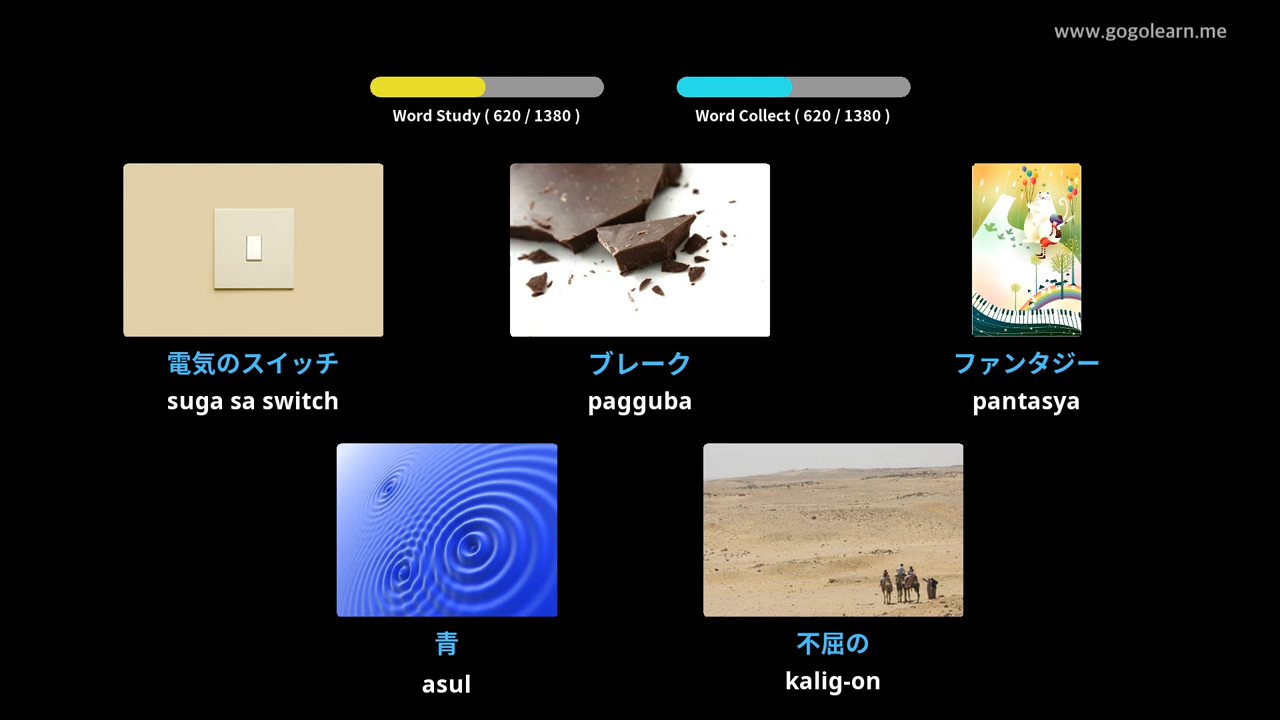 www.gogolearn.me
Word Study ( 620 / 1380 )
Word Collect ( 620 / 1380 )
電気のスイッチ
suga sa switch
ブレーク
pagguba
ファンタジー
pantasya
青
asul
不屈の
kalig-on